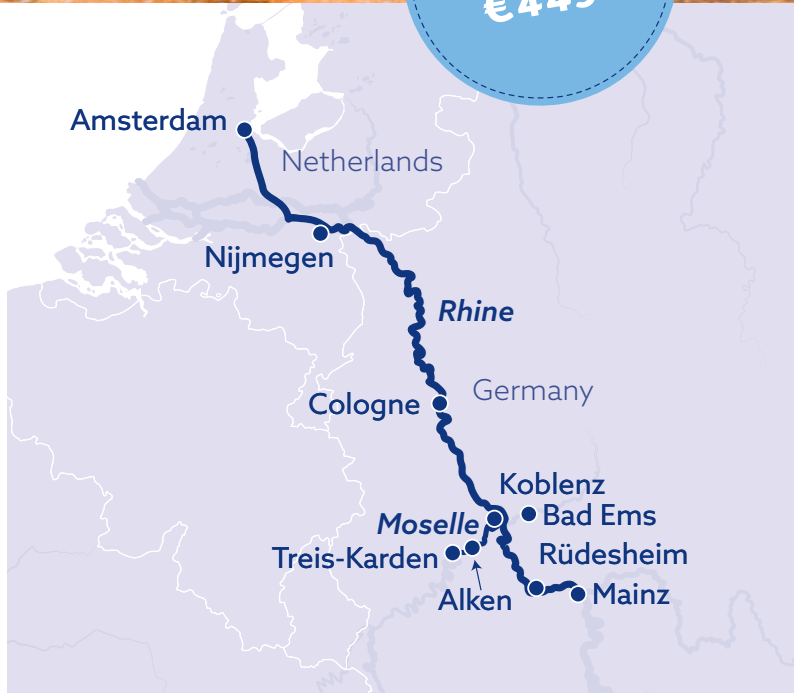 Amsterdam
Netherlands
Nijmegen
Rhine
Germany
Cologne
Koblenz
Moselle
Bad Ems
Treis-Karden
Rüdesheim
Alken
Mainz